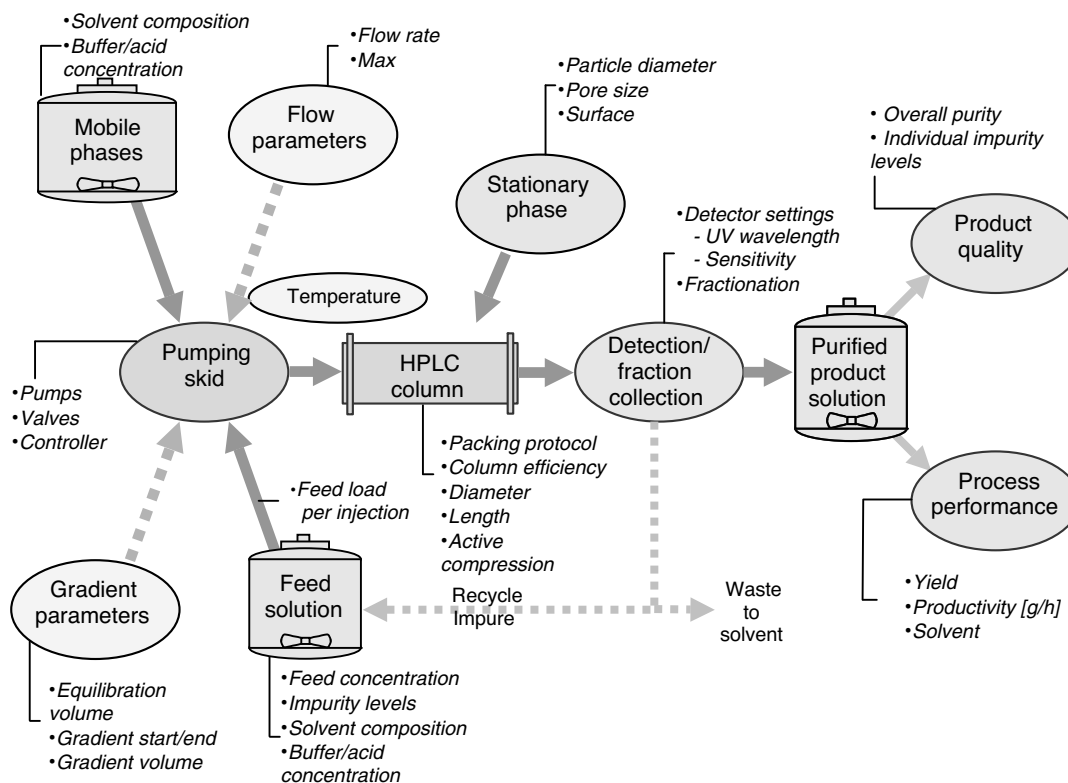 •Solvent composition
•Buffer/acid
concentration
Mobile
phases
•Flow rate
•Max
Flow
parameters
•Particle diameter
•Pore size
•Surface
Stationary
phase
• Overall purity
• Individual impurity
levels
Product
quality
•Detector settings
- UV wavelength
- Sensitivity
•Fractionation
Temperature
Pumping
skid
•Pumps
•Valves
•Controller
HPLC
column
•Packing protocol
•Column efficiency
•Diameter
•Length
•Active
compression
Detection/
fraction
collection
Purified
product
solution
Process
performance
•Yield
•Productivity [g/h]
•Solvent
•Feed load
per injection
Gradient
parameters
•Equilibration
volume
•Gradient start/end
•Gradient volume
Feed
solution
•Feed concentration
•Impurity levels
•Solvent composition
•Buffer/acid
concentration
Recycle
Impure
Waste
to
solvent